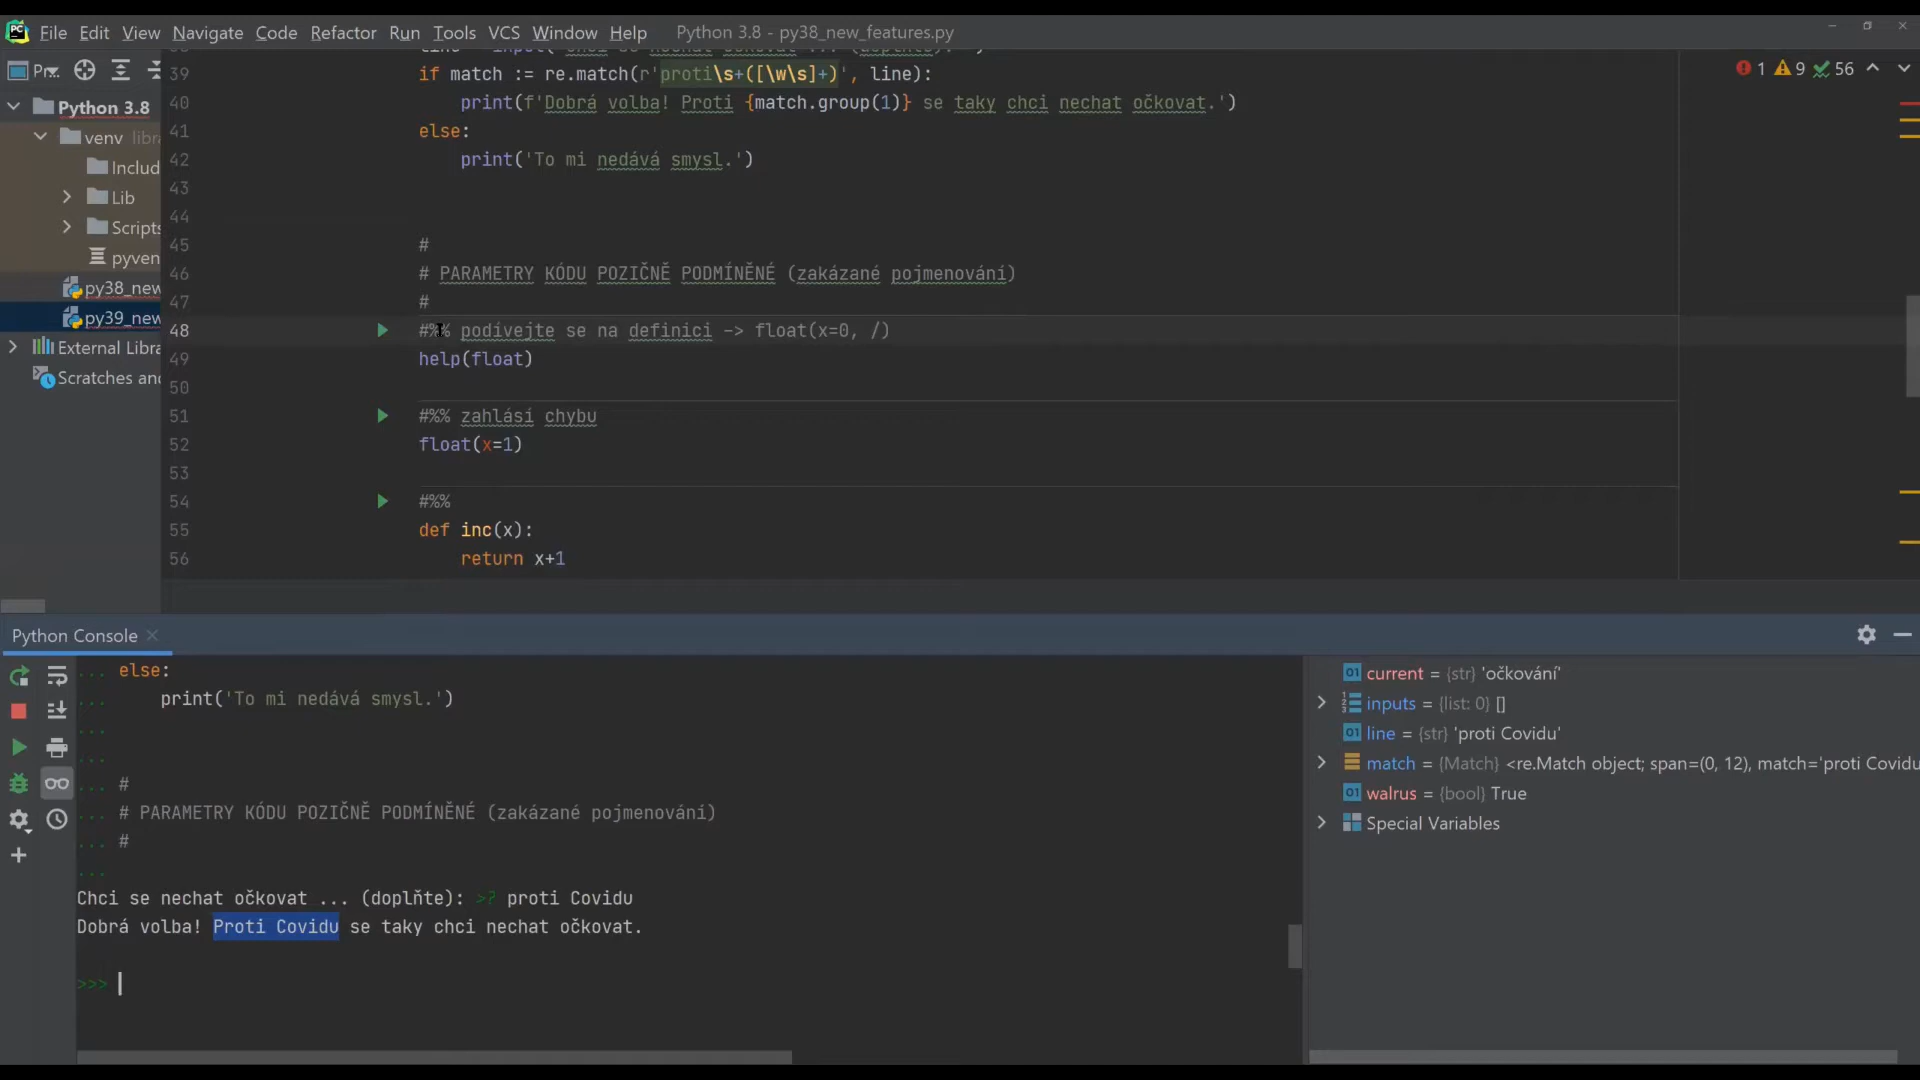 File Edit View Navigate Code Refactor Run Tools VCS Window Help Python 3.8 - py38_new_features.py
Pr
1 9 56
Python 3.8
venv libra
Includ
Lib
Scripts
pyven
py38_new
py39_new
External Libra
Scratches and
39 if match := re.match(r'proti\s+([\w\s]+)', line):
40 print(f'Dobrá volba! Proti {match.group(1)} se taky chci nechat očkovat.')
41 else:
42 print('To mi nedává smysl.')
43
44
45 #
46 # PARAMETRY KÓDU POZIČNĚ PODMÍNĚNÉ (zakázané pojmenování)
47 #
48 #%% podívejte se na definici -> float(x=0, /)
49 help(float)
50
51 #%% zahlásí chybu
52 float(x=1)
53
54 #%%
55 def inc(x):
56 return x+1
Python Console
... else:
... print('To mi nedává smysl.')
...
...
... #
... # PARAMETRY KÓDU POZIČNĚ PODMÍNĚNÉ (zakázané pojmenování)
... #
...
Chci se nechat očkovat ... (doplňte): >? proti Covidu
Dobrá volba! Proti Covidu se taky chci nechat očkovat.
>>>
current = {str} 'očkování'
inputs = {list: 0} []
line = {str} 'proti Covidu'
match = {Match} <re.Match object; span=(0, 12), match='proti Covidu
walrus = {bool} True
Special Variables